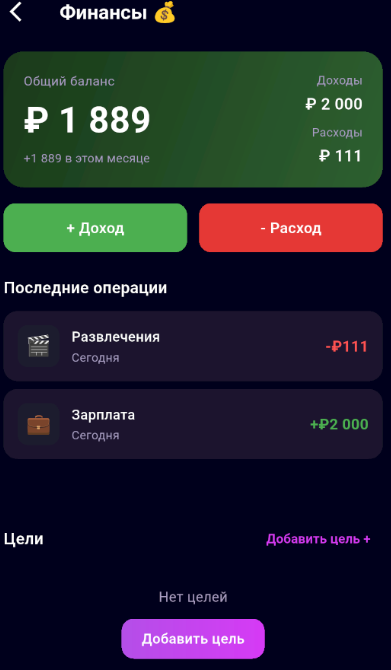 Финансы 💰
Общий баланс
₽ 1 889
+1 889 в этом месяце
Доходы
₽ 2 000
Расходы
₽ 111
+ Доход
- Расход
Последние операции
Развлечения
Сегодня
-₽111
Зарплата
Сегодня
+₽2 000
Цели
Добавить цель +
Нет целей
Добавить цель